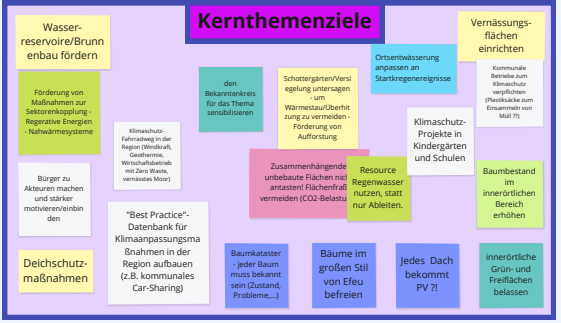 Kernthemenziele
Wasser-
reservoire/Brunn
enbau fördern
Vernässungs-
flächen
einrichten
Ortsentwässerung
anpassen an
Startkregenereignisse
Förderung von
Maßnahmen zur
Sektorenkopplung -
Regerative Energien
- Nahwärmesysteme
den
Bekanntenkreis
für das Thema
sensibilisieren
Schottergärten/Versi
egelung untersagen
- um
Wärmestau/Überhit
zung zu vermeiden -
Förderung von
Aufforstung
Kommunale
Betriebe zum
Klimaschutz
verpflichten
(Plastiksäcke zum
Einsammeln von
Müll ??)
Klimaschutz-
Fahrradweg in der
Region (Windkraft,
Geothermie,
Wirtschaftsbetrieb
mit Zero Waste,
vernässtes Moor)
Klimaschutz-
Projekte in
Kindergärten
und Schulen
Bürger zu
Akteuren machen
und stärker
motivieren/einbin
den
Zusammenhängende
unbebaute Flächen nich
antasten! Flächenfraß
vermeiden (CO2-Belastu
Resource
Regenwasser
nutzen, statt
nur Ableiten.
Baumbestand
im
innerörtlichen
Bereich
erhöhen
"Best Practice"-
Datenbank für
Klimaanpassungsma
ßnahmen in der
Region aufbauen
(z.B. kommunales
Car-Sharing)
Deichschutz-
maßnahmen
Baumkataster
- jeder Baum
muss bekannt
sein (Zustand,
Probleme,...)
Bäume im
großen Stil
von Efeu
befreien
Jedes Dach
bekommt
PV ?!
innerörtliche
Grün- und
Freiflächen
belassen